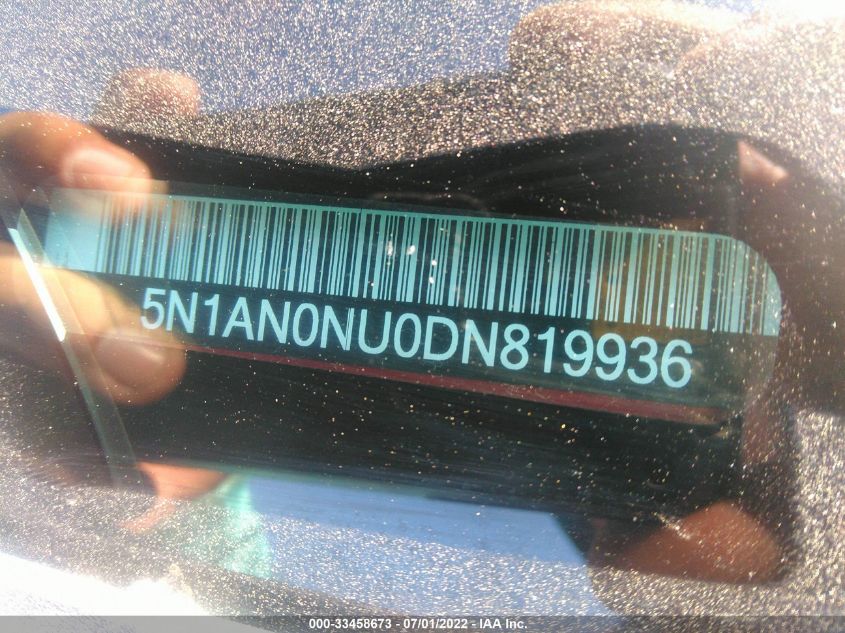 5N1AN0NU0DN819936
000-33458673 - 07/01/2022 - IAA Inc.